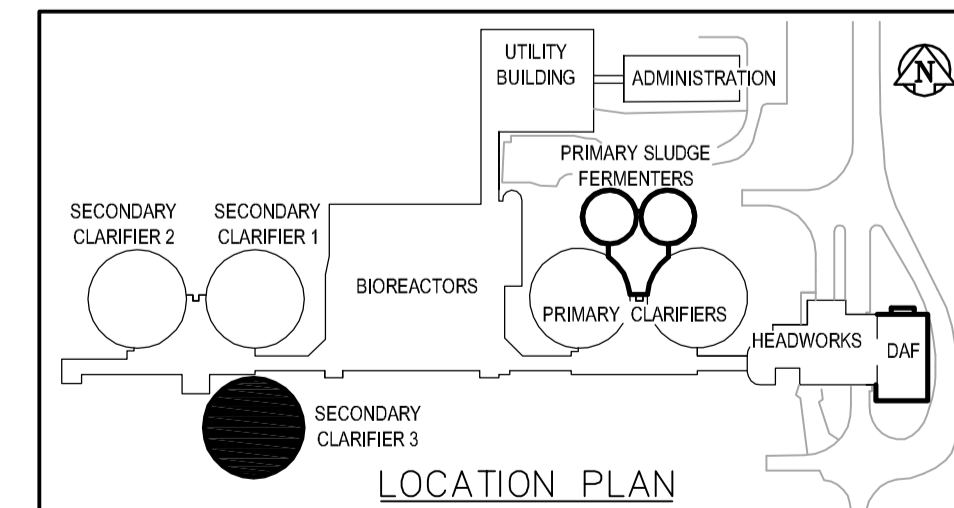 UTILITY
BUILDING
ADMINISTRATION
N
PRIMARY SLUDGE
FERMENTERS
SECONDARY
CLARIFIER 2
SECONDARY
CLARIFIER 1
BIOREACTORS
PRIMARY CLARIFIERS
HEADWORKS
DAF
SECONDARY
CLARIFIER 3
LOCATION PLAN